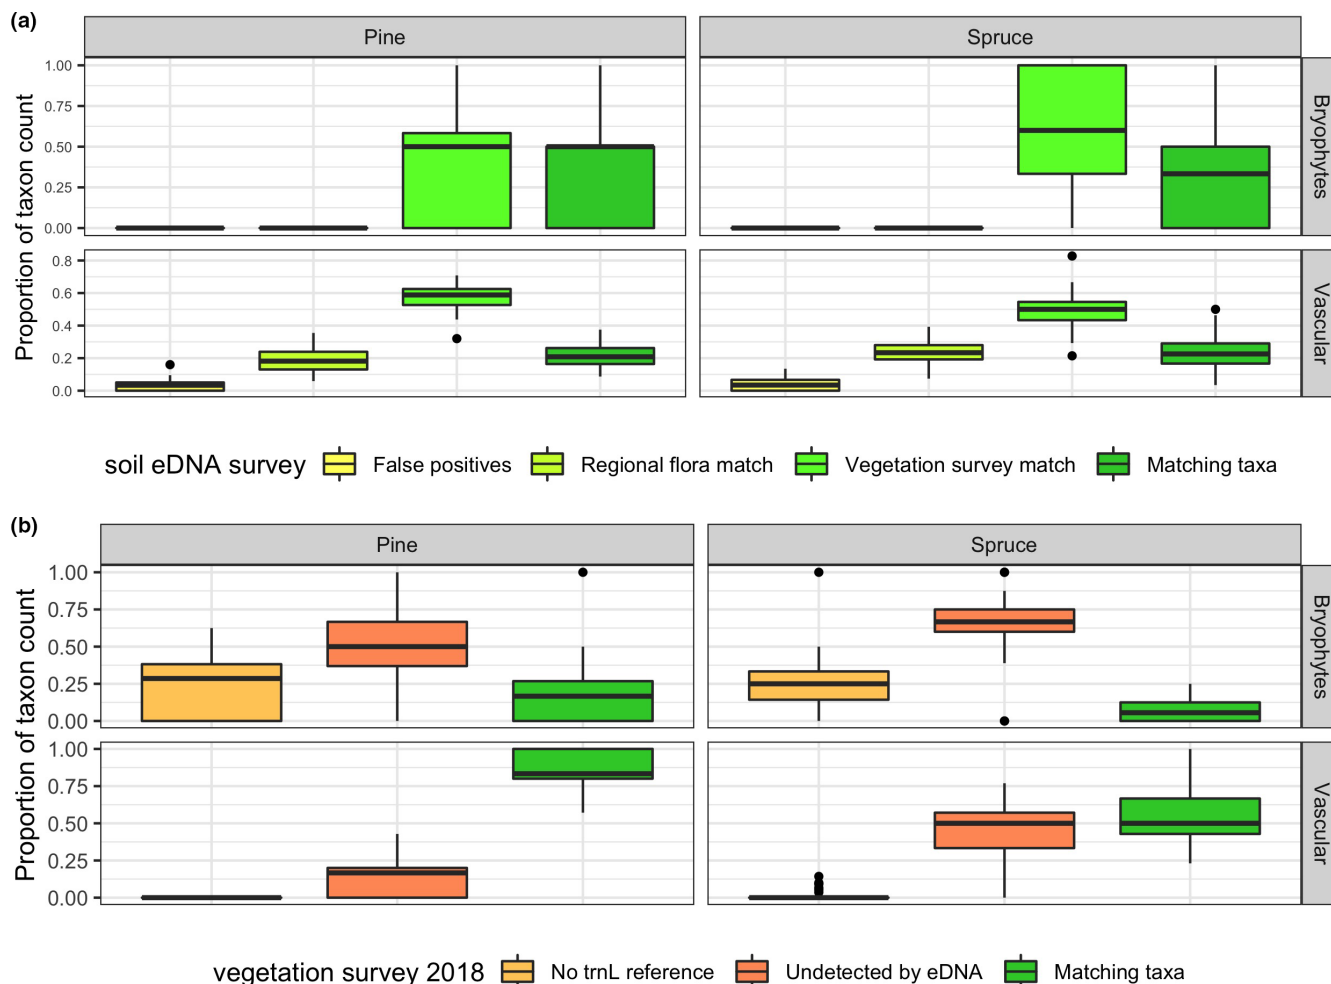 (a)
Pine
Spruce
Proportion of taxon count
1.00
0.75
0.50
0.25
0.00
Bryophytes
0.8
0.6
0.4
0.2
0.0
Vascular
soil eDNA survey False positives Regional flora match Vegetation survey match Matching taxa
(b)
Pine
Spruce
Proportion of taxon count
1.00
0.75
0.50
0.25
0.00
Bryophytes
1.00
0.75
0.50
0.25
0.00
Vascular
vegetation survey 2018 No trnL reference Undetected by eDNA Matching taxa